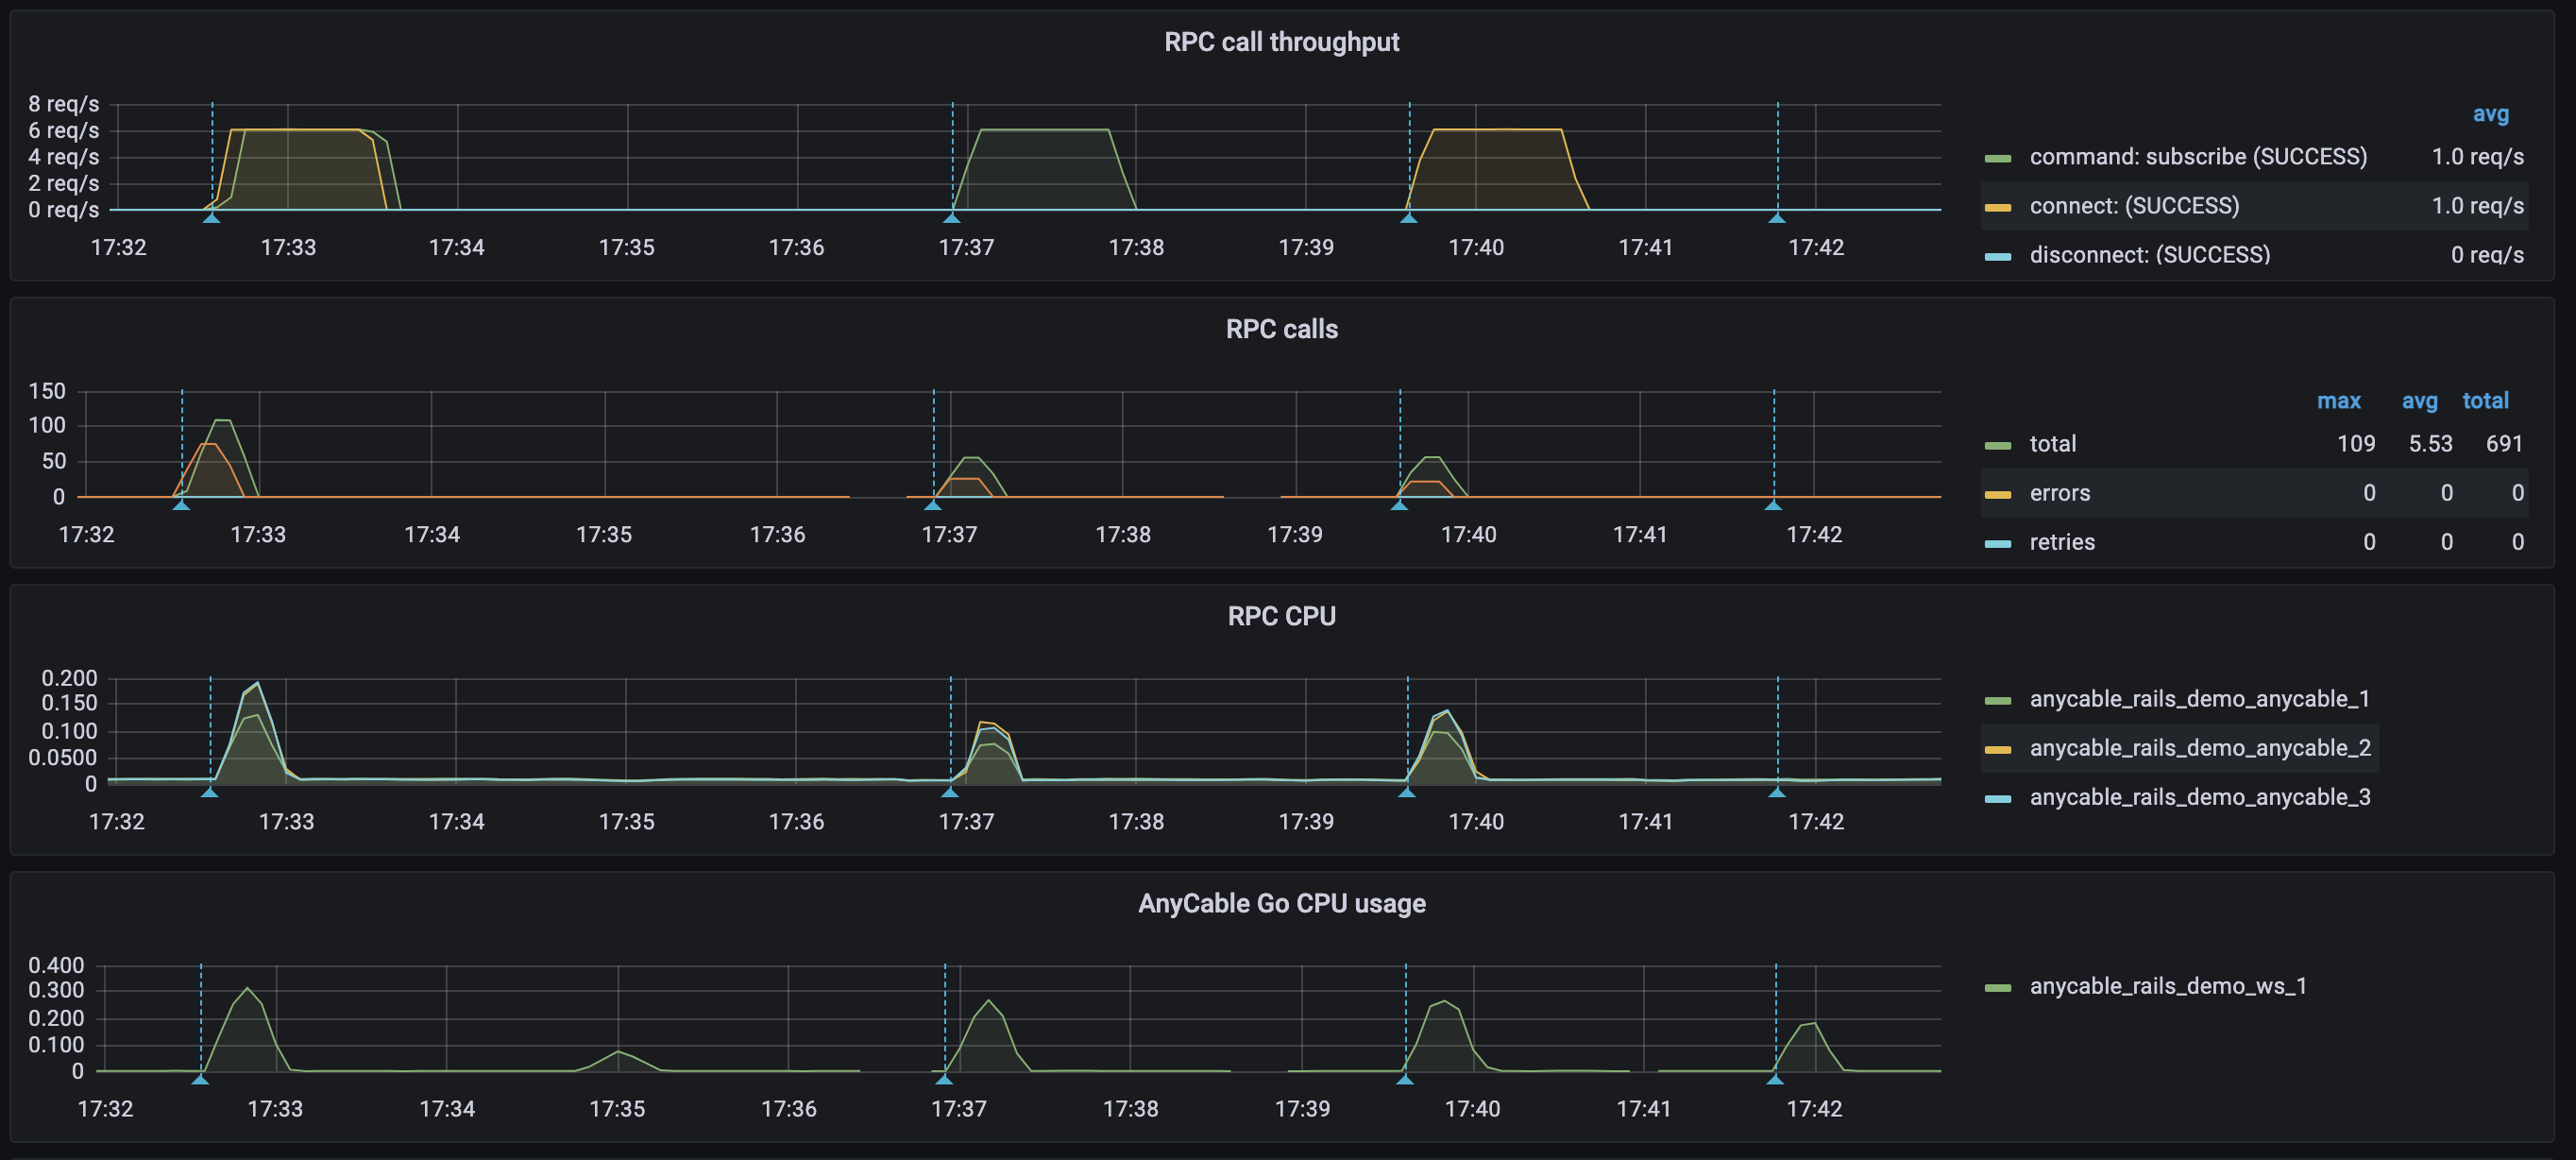 RPC call throughput
8 req/s
6 req/s
4 req/s
2 req/s
0 req/s
17:32 17:33 17:34 17:35 17:36 17:37 17:38 17:39 17:40 17:41 17:42
avg
command: subscribe (SUCCESS) 1.0 req/s
connect: (SUCCESS) 1.0 req/s
disconnect: (SUCCESS) 0 req/s
RPC calls
150
100
50
0
17:32 17:33 17:34 17:35 17:36 17:37 17:38 17:39 17:40 17:41 17:42
max avg total
total 109 5.53 691
errors 0 0 0
retries 0 0 0
RPC CPU
0.200
0.150
0.100
0.0500
0
17:32 17:33 17:34 17:35 17:36 17:37 17:38 17:39 17:40 17:41 17:42
anycable_rails_demo_anycable_1
anycable_rails_demo_anycable_2
anycable_rails_demo_anycable_3
AnyCable Go CPU usage
0.400
0.300
0.200
0.100
0
17:32 17:33 17:34 17:35 17:36 17:37 17:38 17:39 17:40 17:41 17:42
anycable_rails_demo_ws_1